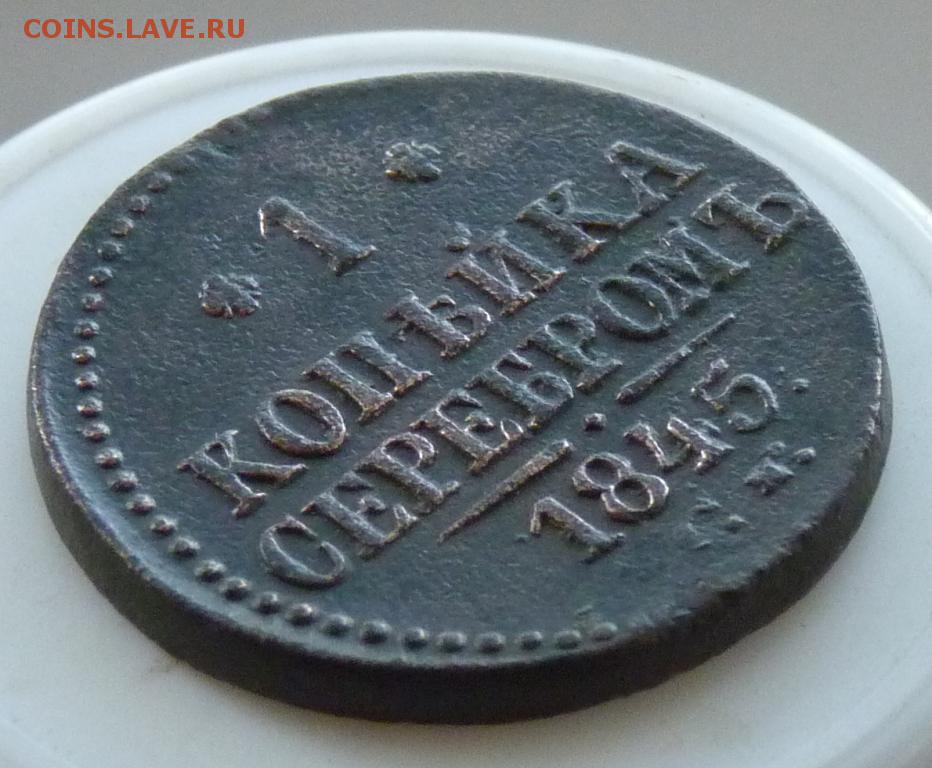 COINS.LAVE.RU
* 1 *
КОПѢЙКА
СЕРЕБРОМЪ
1845.
С.М.